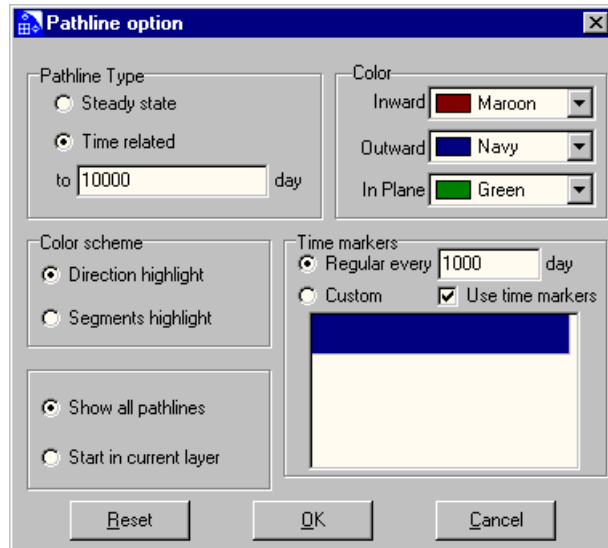 Pathline option
Pathline Type
Steady state
Time related
to 10000 day
Color
Inward Maroon
Outward Navy
In Plane Green
Color scheme
Direction highlight
Segments highlight
Time markers
Regular every 1000 day
Custom Use time markers
Show all pathlines
Start in current layer
Reset OK Cancel